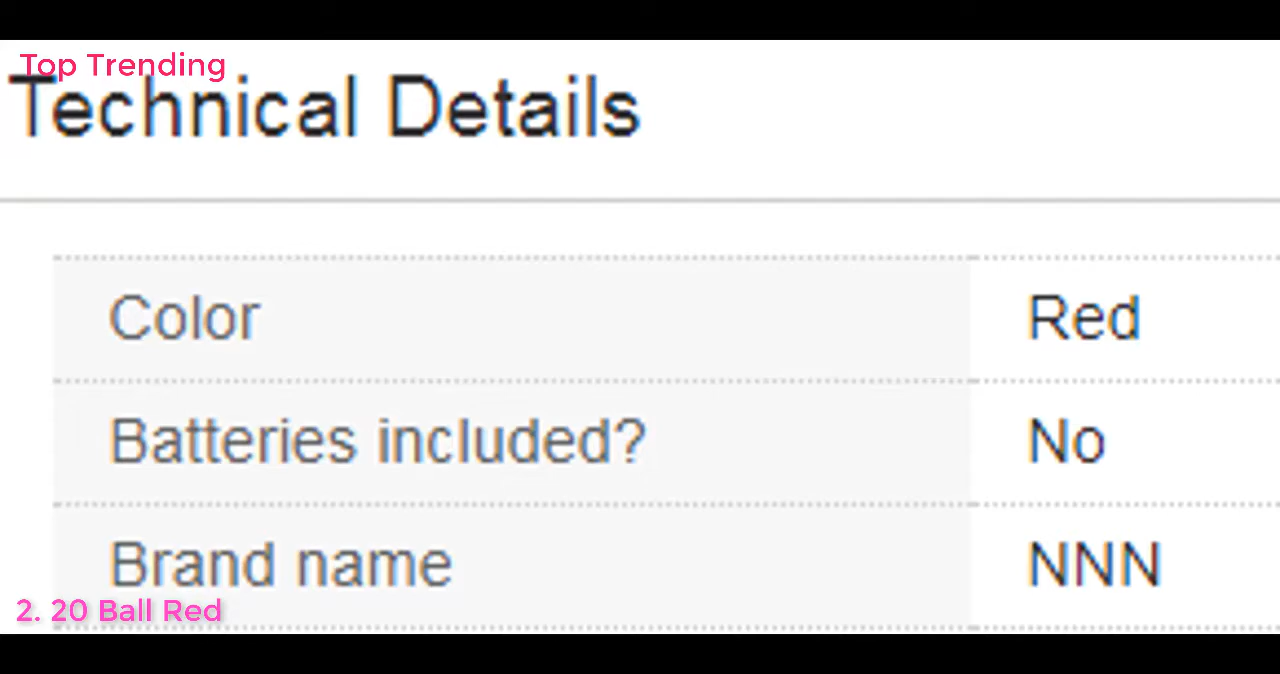 Top Trending
Technical Details
Color Red
Batteries included? No
Brand name NNN
2. 20 Ball Red